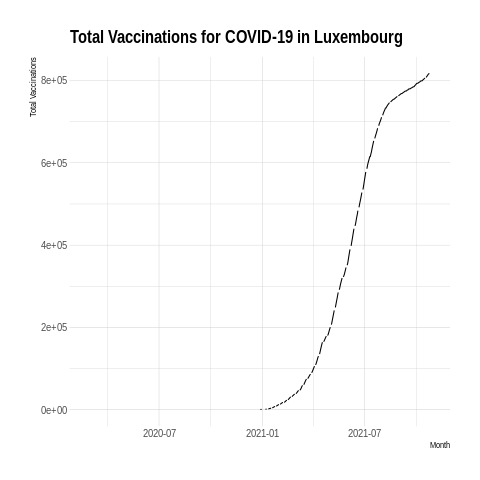 Total Vaccinations for COVID-19 in Luxembourg
Total Vaccinations
8e+05
6e+05
4e+05
2e+05
0e+00
2020-07
2021-01
2021-07
Month